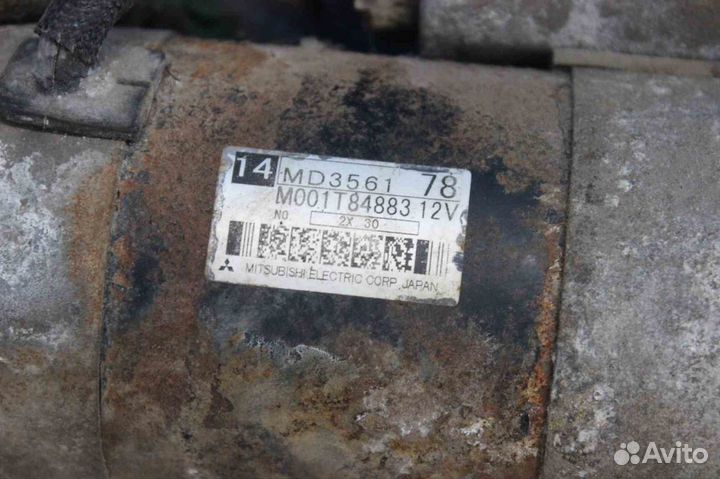 14 MD3561 78
M001T84883 12V
NO 2X 30
MITSUBISHI ELECTRIC CORP. JAPAN
Avito